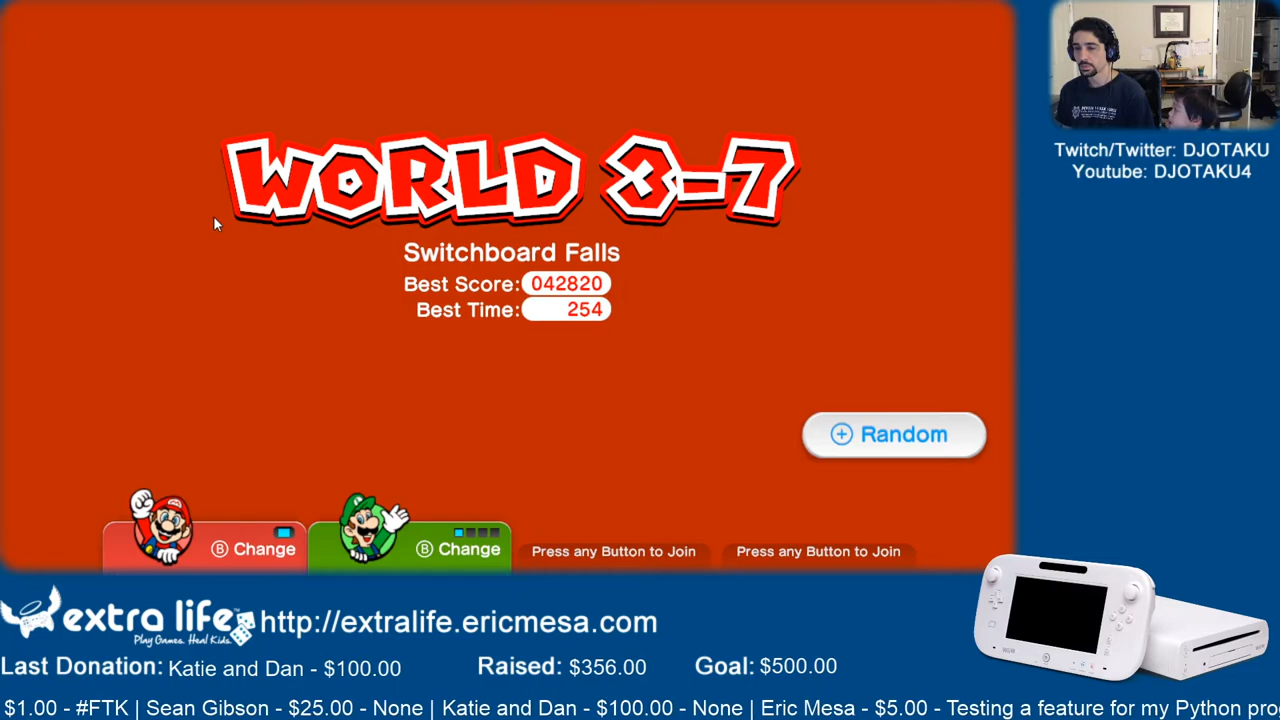 WORLD 3-7
Switchboard Falls
Best Score: 042820
Best Time: 254
+ Random
B Change
B Change
Press any Button to Join
Press any Button to Join
Twitch/Twitter: DJOTAKU
Youtube: DJOTAKU4
extra life
Play Games. Heal Kids.
http://extralife.ericmesa.com
Last Donation: Katie and Dan - $100.00
Raised: $356.00
Goal: $500.00
$1.00 - #FTK | Sean Gibson - $25.00 - None | Katie and Dan - $100.00 - None | Eric Mesa - $5.00 - Testing a feature for my Python pro